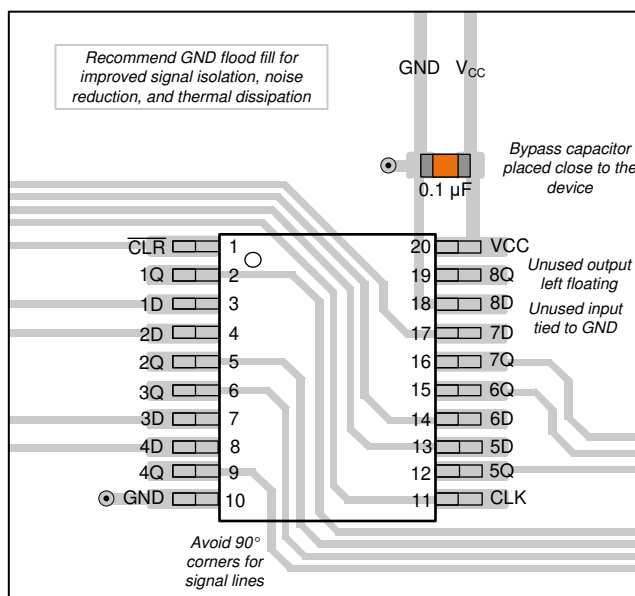 Recommend GND flood fill for
improved signal isolation, noise
reduction, and thermal dissipation
GND VCC
Bypass capacitor
placed close to the
device
0.1 µF
CLR 1 20 VCC
1Q 2 19 8Q
1D 3 18 8D
2D 4 17 7D
2Q 5 16 7Q
3Q 6 15 6Q
3D 7 14 6D
4D 8 13 5D
4Q 9 12 5Q
GND 10 11 CLK
Unused output
left floating
Unused input
tied to GND
Avoid 90°
corners for
signal lines